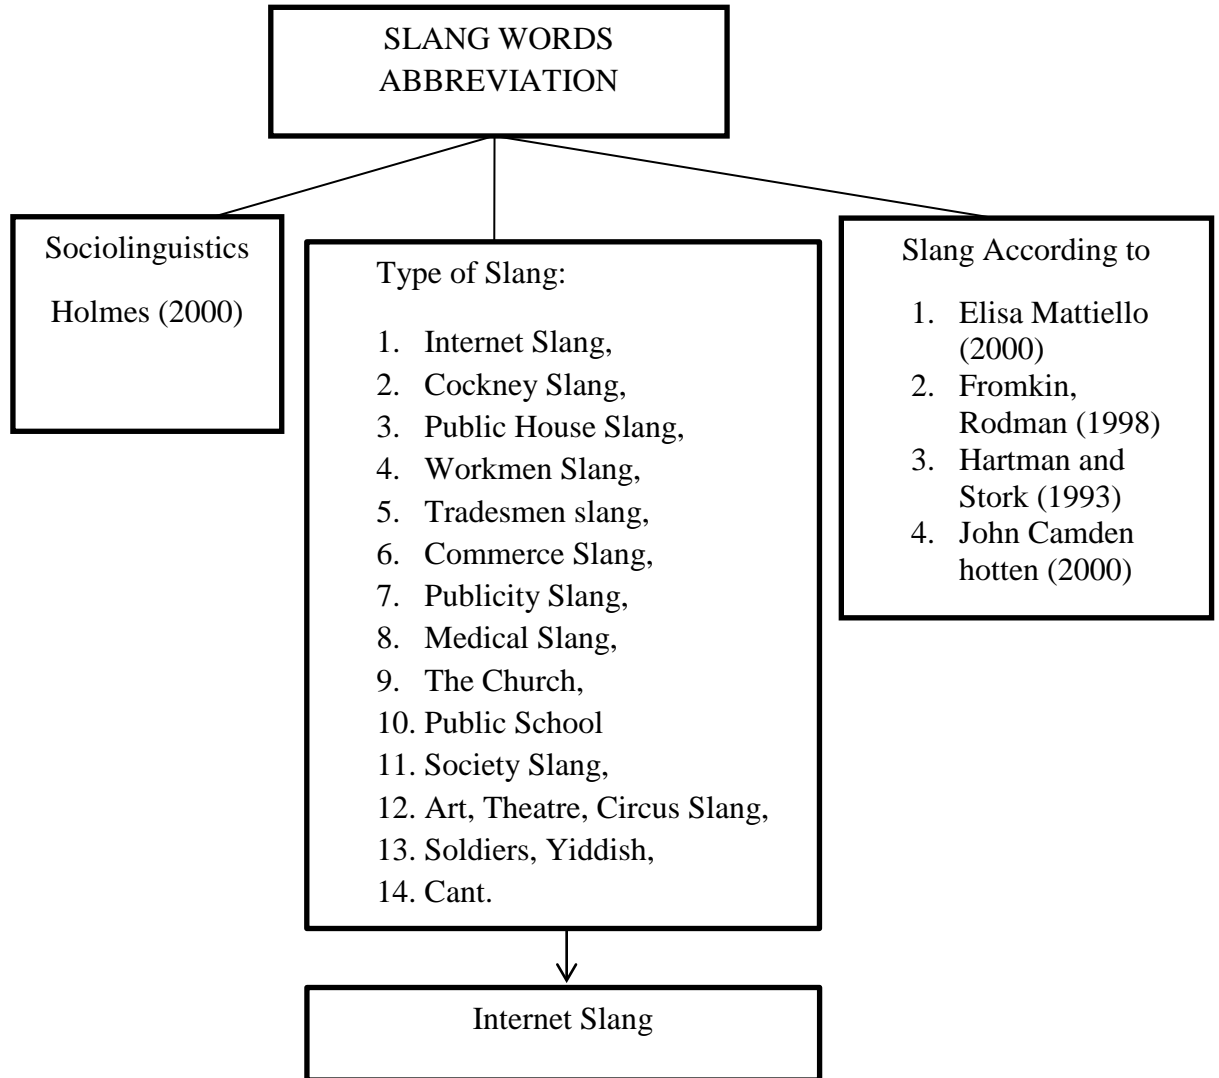 SLANG WORDS
ABBREVIATION
Sociolinguistics
Holmes (2000)
Type of Slang:
1. Internet Slang,
2. Cockney Slang,
3. Public House Slang,
4. Workmen Slang,
5. Tradesmen slang,
6. Commerce Slang,
7. Publicity Slang,
8. Medical Slang,
9. The Church,
10. Public School
11. Society Slang,
12. Art, Theatre, Circus Slang,
13. Soldiers, Yiddish,
14. Cant.
Slang According to
1. Elisa Mattiello
(2000)
2. Fromkin,
Rodman (1998)
3. Hartman and
Stork (1993)
4. John Camden
hotten (2000)
Internet Slang